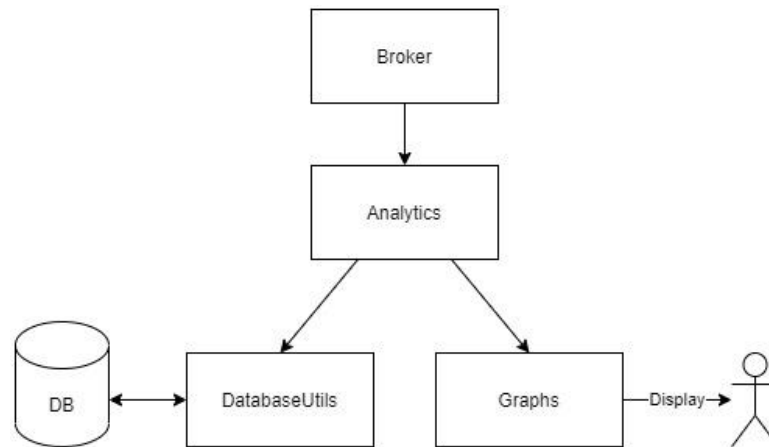 Broker
Analytics
DB
DatabaseUtils
Graphs
Display